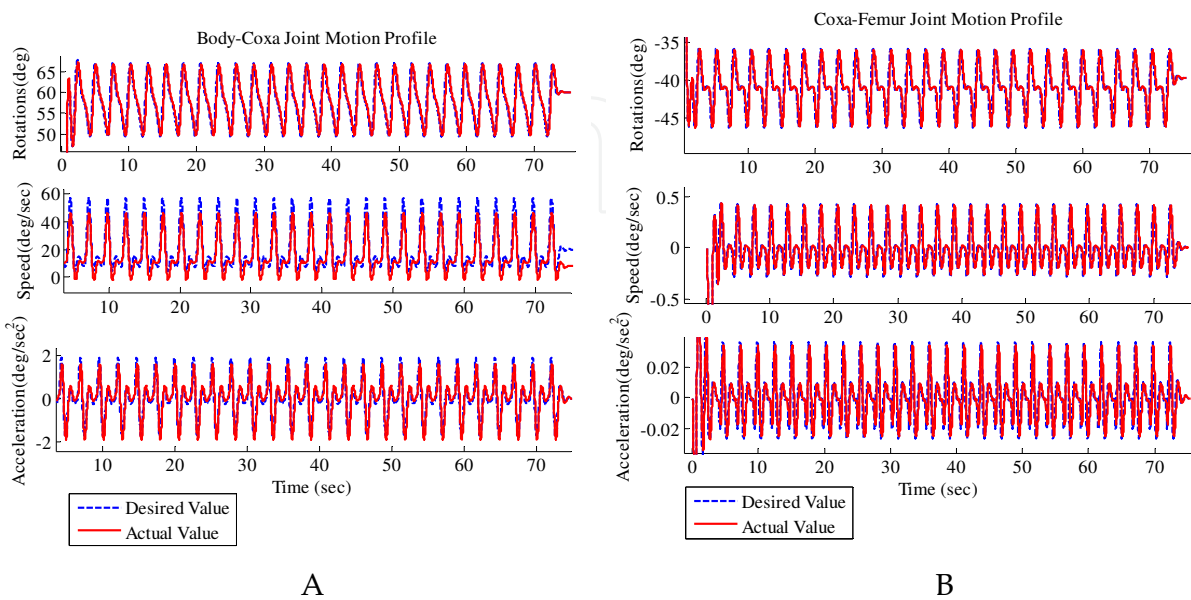 Body-Coxa Joint Motion Profile
Rotations(deg)
65
60
55
50
0 10 20 30 40 50 60 70
Speed(deg/sec)
60
40
20
0
10 20 30 40 50 60 70
Acceleration(deg/sec²)
2
0
-2
10 20 30 40 50 60 70
Time (sec)
Desired Value
Actual Value
A
Coxa-Femur Joint Motion Profile
Rotations(deg)
-35
-40
-45
10 20 30 40 50 60 70
Speed(deg/sec)
0.5
0
-0.5
0 10 20 30 40 50 60 70
Acceleration(deg/sec²)
0.02
0
-0.02
0 10 20 30 40 50 60 70
Time (sec)
Desired Value
Actual Value
B